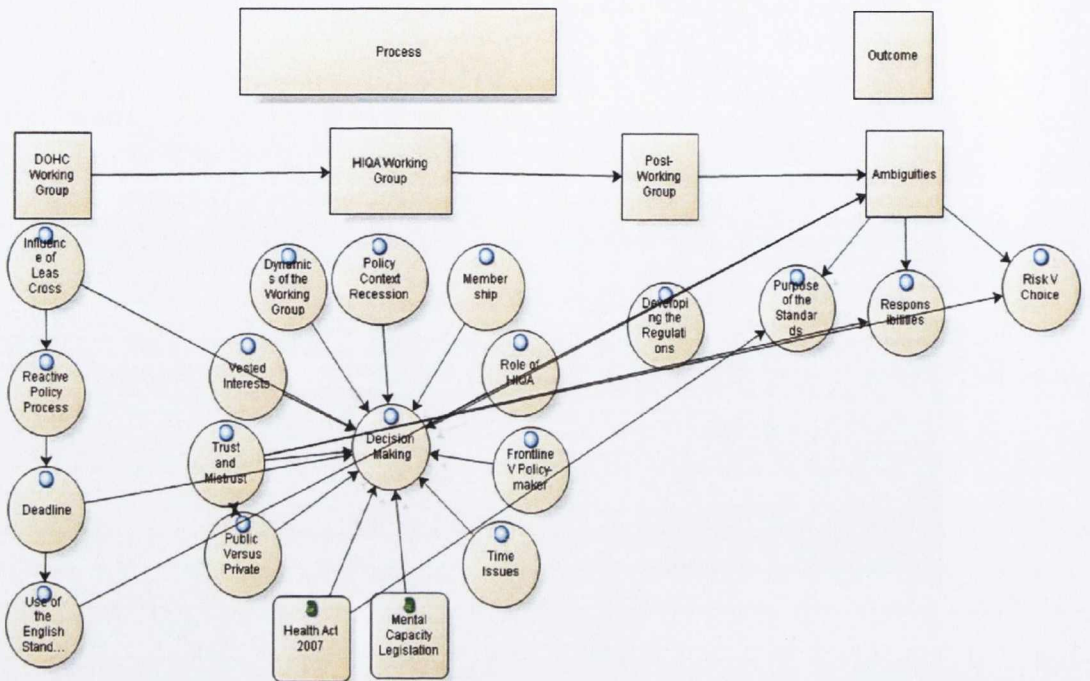 Process
Outcome
DOHC
Working
Group
HIQA Working
Group
Post-
Working
Group
Ambiguities
Influenc
e of
Leas
Cross
Dynamic
s of the
Working
Group
Policy
Context
Recession
Member
ship
Developi
ng the
Regulati
ons
Purpose
of the
Standar
ds
Respons
ibilities
Risk V
Choice
Reactive
Policy
Process
Vested
Interests
Role of
HIQA
Trust
and
Mistrust
Decision
Making
Frontline
V Policy-
maker
Deadline
Public
Versus
Private
Time
Issues
Use of
the
English
Stand...
Health Act
2007
Mental
Capacity
Legislation